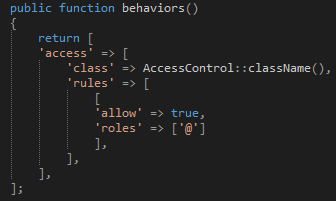 public function behaviors()
{
    return [
    'access' => [
        'class' => AccessControl::className(),
        'rules' => [
            [
            'allow' => true,
            'roles' => ['@']
            ],
        ],
    ],
];